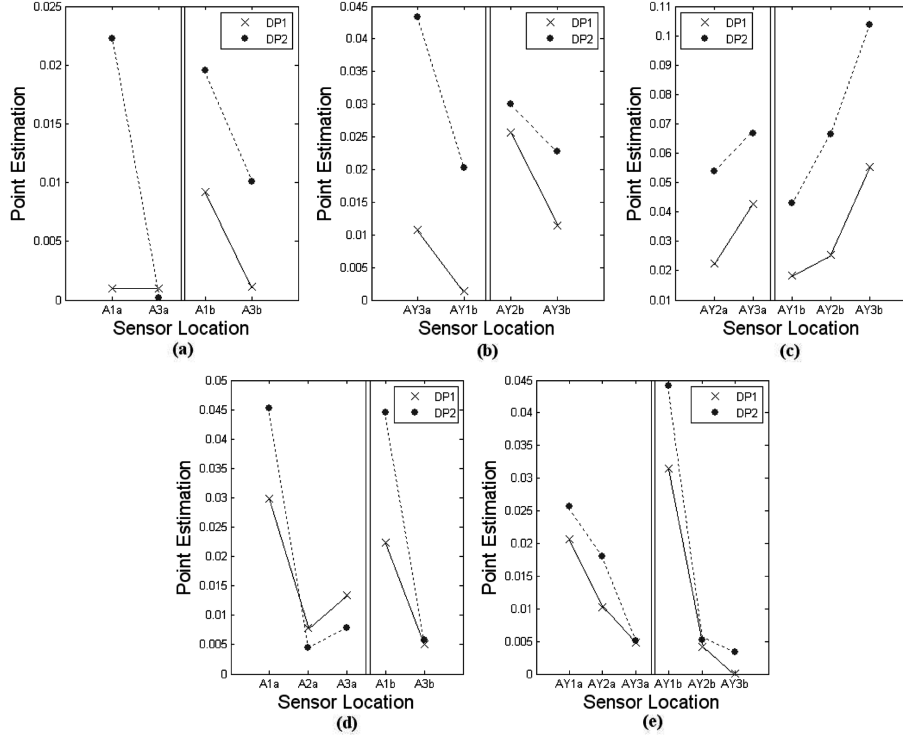 DP1
DP2
0.025
0.02
0.015
0.01
0.005
0
Point Estimation
A1a
A3a
A1b
A3b
Sensor Location
(a)
DP1
DP2
0.045
0.04
0.035
0.03
0.025
0.02
0.015
0.01
0.005
0
Point Estimation
AY3a
AY1b
AY2b
AY3b
Sensor Location
(b)
DP1
DP2
0.11
0.1
0.09
0.08
0.07
0.06
0.05
0.04
0.03
0.02
0.01
Point Estimation
AY2a
AY3a
AY1b
AY2b
AY3b
Sensor Location
(c)
DP1
DP2
0.05
0.045
0.04
0.035
0.03
0.025
0.02
0.015
0.01
0.005
0
Point Estimation
A1a
A2a
A3a
A1b
A3b
Sensor Location
(d)
DP1
DP2
0.045
0.04
0.035
0.03
0.025
0.02
0.015
0.01
0.005
0
Point Estimation
AY1a
AY2a
AY3a
AY1b
AY2b
AY3b
Sensor Location
(e)